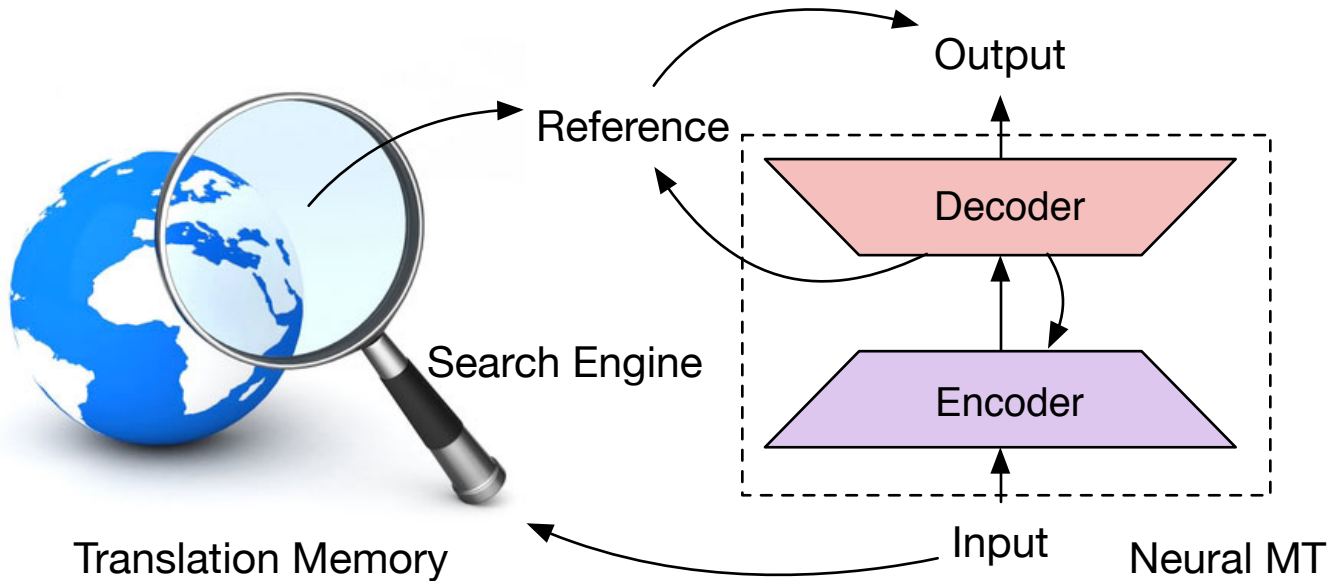 Output
Reference
Decoder
Search Engine
Encoder
Input
Translation Memory
Neural MT